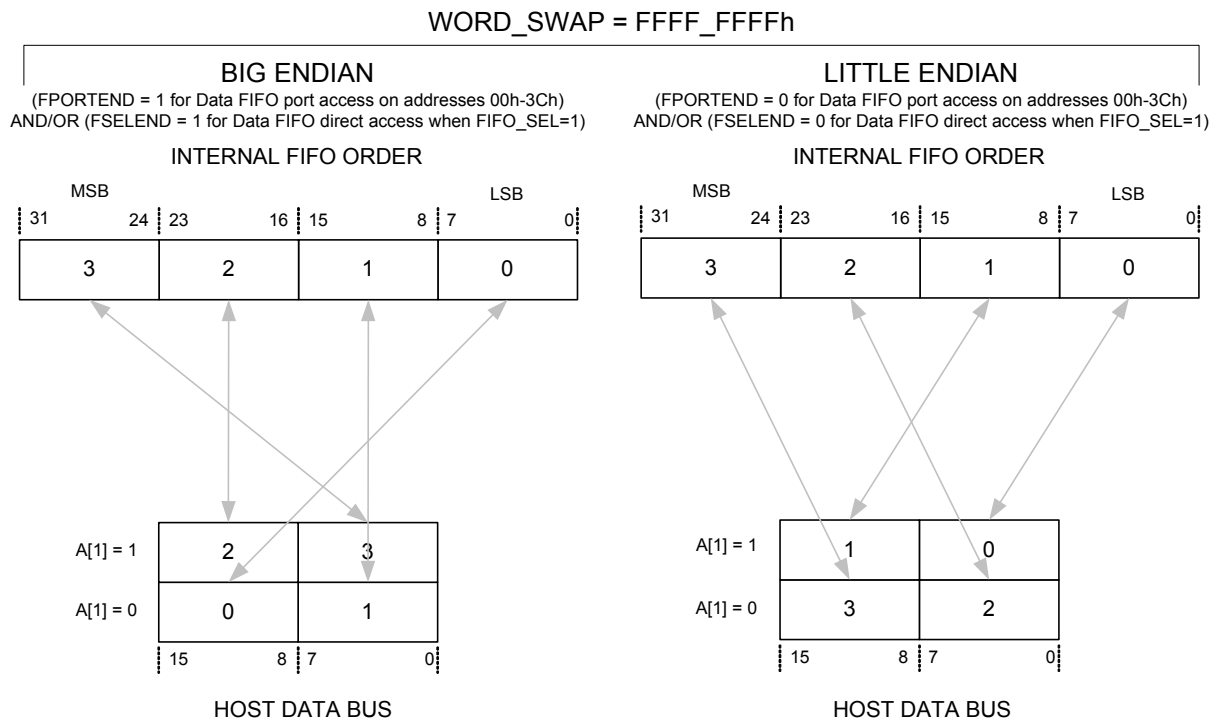 WORD_SWAP = FFFF_FFFFh
BIG ENDIAN
(FPORTEND = 1 for Data FIFO port access on addresses 00h-3Ch)
AND/OR (FSELEND = 1 for Data FIFO direct access when FIFO_SEL=1)
INTERNAL FIFO ORDER
MSB LSB
31 24 23 16 15 8 7 0
3 2 1 0
A[1] = 1 2 3
A[1] = 0 0 1
15 8 7 0
HOST DATA BUS
LITTLE ENDIAN
(FPORTEND = 0 for Data FIFO port access on addresses 00h-3Ch)
AND/OR (FSELEND = 0 for Data FIFO direct access when FIFO_SEL=1)
INTERNAL FIFO ORDER
MSB LSB
31 24 23 16 15 8 7 0
3 2 1 0
A[1] = 1 1 0
A[1] = 0 3 2
15 8 7 0
HOST DATA BUS